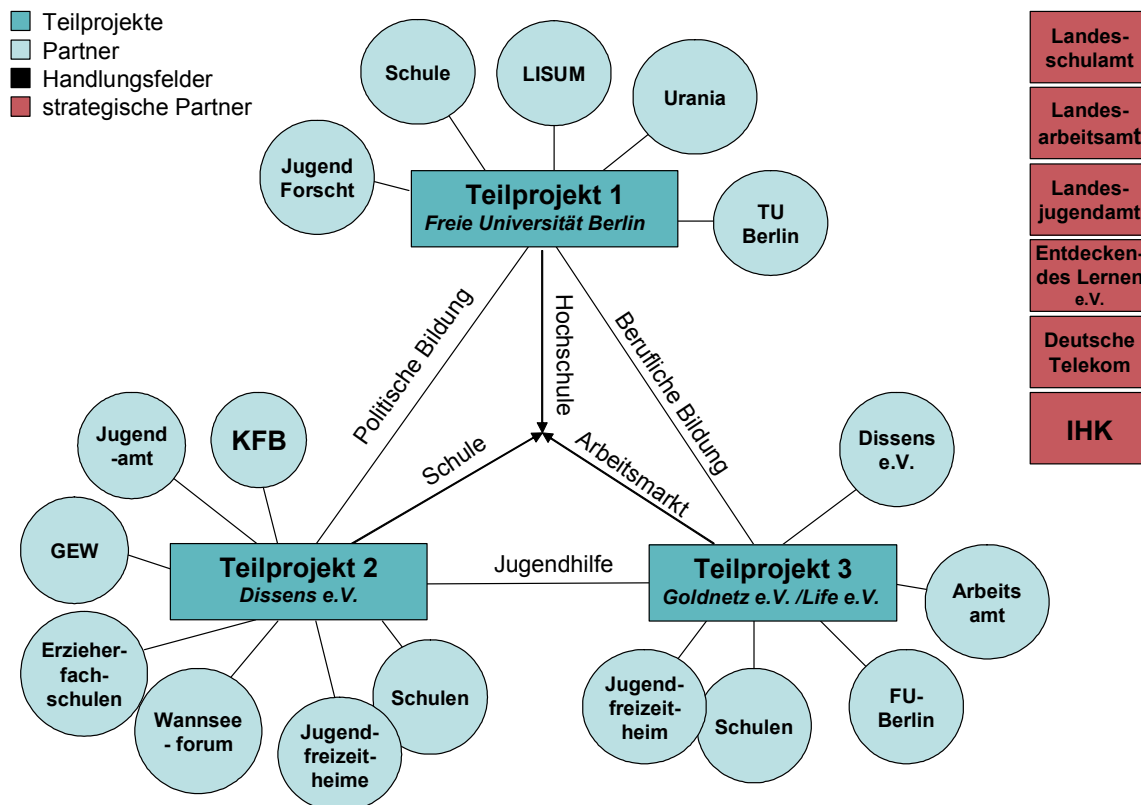 Teilprojekte
Partner
Handlungsfelder
strategische Partner
Schule
LISUM
Urania
Jugend
Forscht
TU
Berlin
Teilprojekt 1
Freie Universität Berlin
Landes-
schulamt
Landes-
arbeitsamt
Landes-
jugendamt
Entdecken-
des Lernen
e.V.
Deutsche
Telekom
IHK
Politische Bildung
Hochschule
Berufliche Bildung
Schule
Arbeitsmarkt
Jugendhilfe
Jugend
-amt
KFB
GEW
Teilprojekt 2
Dissens e.V.
Erzieher-
fach-
schulen
Wannsee
- forum
Jugend-
freizeit-
heime
Schulen
Dissens
e.V.
Teilprojekt 3
Goldnetz e.V. /Life e.V.
Arbeits
amt
Jugend-
freizeit-
heim
Schulen
FU-
Berlin